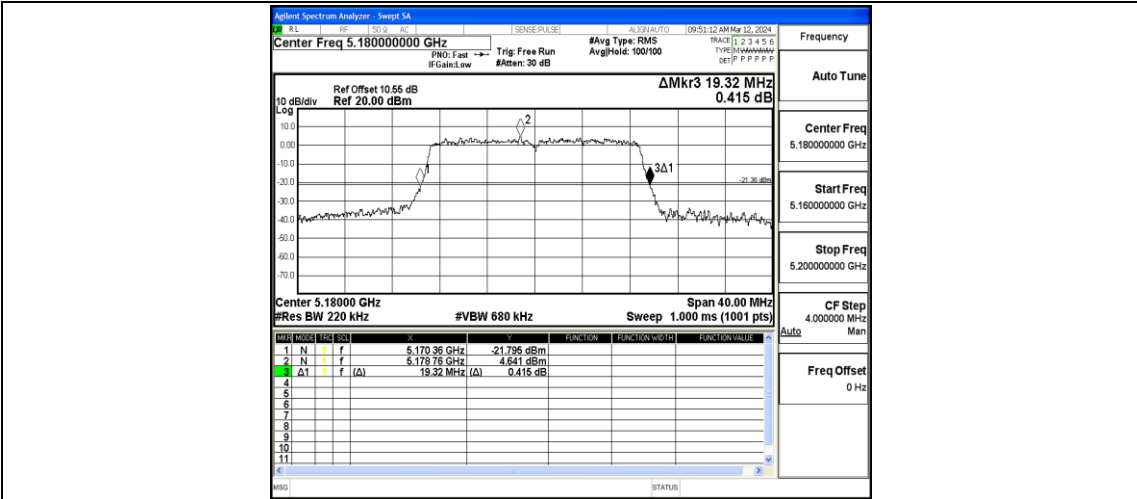 Agilent Spectrum Analyzer - Swept SA
RL RF 50 Ω AC SENSE:PULSE ALIGN AUTO 09:51:12 AM Mar 12, 2024
Center Freq 5.180000000 GHz
PNO: Fast
IFGain:Low
Trig: Free Run
#Atten: 30 dB
#Avg Type: RMS
Avg|Hold: 100/100
TRACE 1 2 3 4 5 6
TYPE MWWWWW
DET P P P P P P
Frequency
Auto Tune
Center Freq
5.180000000 GHz
Start Freq
5.160000000 GHz
Stop Freq
5.200000000 GHz
CF Step
4.000000 MHz
Auto Man
Freq Offset
0 Hz
ΔMkr3 19.32 MHz
0.415 dB
Ref Offset 10.55 dB
10 dB/div Ref 20.00 dBm
Log
10.0
0.00
-10.0
-20.0
-30.0
-40.0
-50.0
-60.0
-70.0
2
3Δ1
-21.36 dBm
Center 5.18000 GHz Span 40.00 MHz
#Res BW 220 kHz #VBW 680 kHz Sweep 1.000 ms (1001 pts)
MKR MODE TRC SCL X Y FUNCTION FUNCTION WIDTH FUNCTION VALUE
1 N 1 f 5.170 36 GHz -21.795 dBm
2 N 1 f 5.178 76 GHz 4.641 dBm
3 Δ1 1 f (Δ) 19.32 MHz (Δ) 0.415 dB
4
5
6
7
8
9
10
11
MSG STATUS